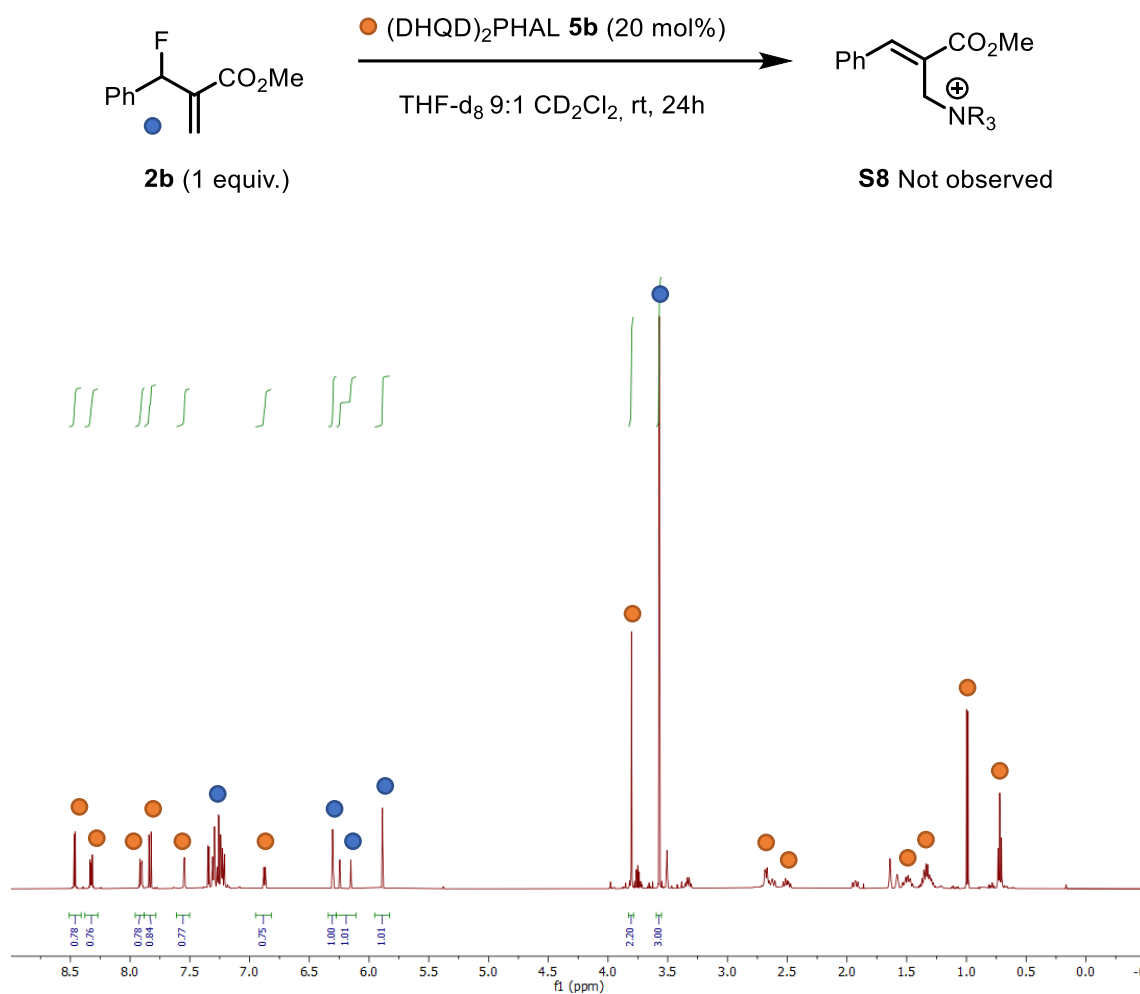 (DHQD)₂PHAL 5b (20 mol%)
F
Ph
CO₂Me
THF-d₈ 9:1 CD₂Cl₂, rt, 24h
Ph
CO₂Me
⊕
NR₃
2b (1 equiv.)
S8 Not observed
0.78 0.76 0.78 0.84 0.77 0.75 1.00 1.01 1.01 2.20 3.00
8.5 8.0 7.5 7.0 6.5 6.0 5.5 5.0 4.5 4.0 3.5 3.0 2.5 2.0 1.5 1.0 0.5 0.0
f1 (ppm)